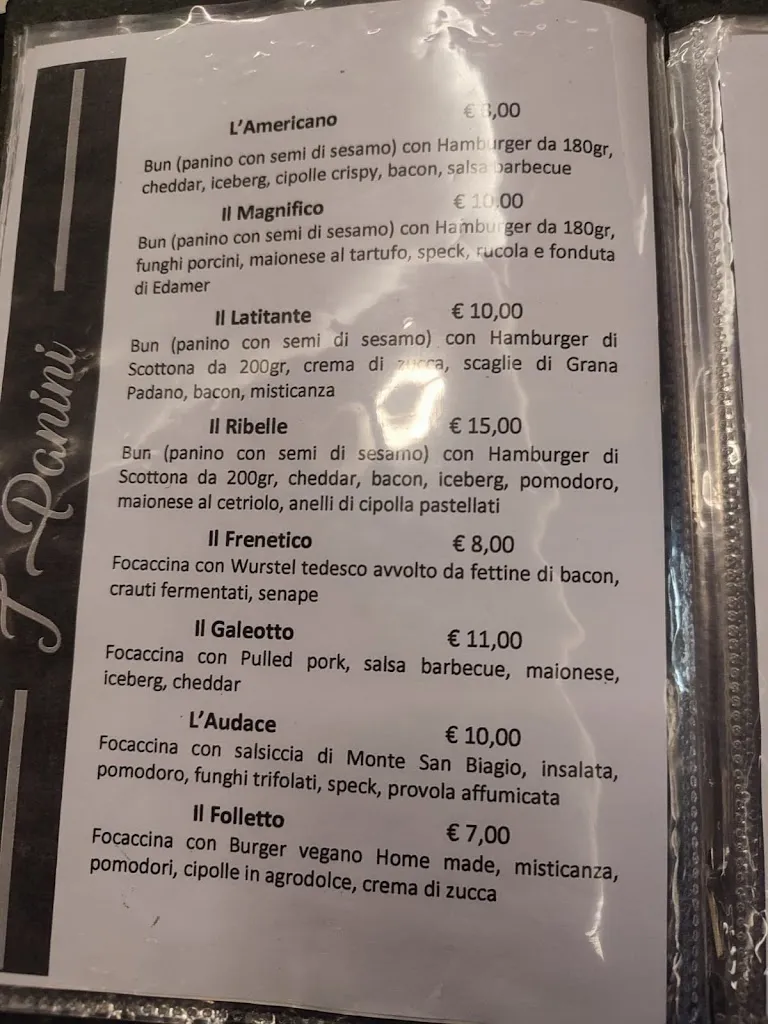 I Panini
L'Americano € 8,00
Bun (panino con semi di sesamo) con Hamburger da 180gr,
cheddar, iceberg, cipolle crispy, bacon, salsa barbecue
Il Magnifico € 10,00
Bun (panino con semi di sesamo) con Hamburger da 180gr,
funghi porcini, maionese al tartufo, speck, rucola e fonduta
di Edamer
Il Latitante € 10,00
Bun (panino con semi di sesamo) con Hamburger di
Scottona da 200gr, crema di zucca, scaglie di Grana
Padano, bacon, misticanza
Il Ribelle € 15,00
Bun (panino con semi di sesamo) con Hamburger di
Scottona da 200gr, cheddar, bacon, iceberg, pomodoro,
maionese al cetriolo, anelli di cipolla pastellati
Il Frenetico € 8,00
Focaccina con Wurstel tedesco avvolto da fettine di bacon,
crauti fermentati, senape
Il Galeotto € 11,00
Focaccina con Pulled pork, salsa barbecue, maionese,
iceberg, cheddar
L'Audace € 10,00
Focaccina con salsiccia di Monte San Biagio, insalata,
pomodoro, funghi trifolati, speck, provola affumicata
Il Folletto € 7,00
Focaccina con Burger vegano Home made, misticanza,
pomodori, cipolle in agrodolce, crema di zucca